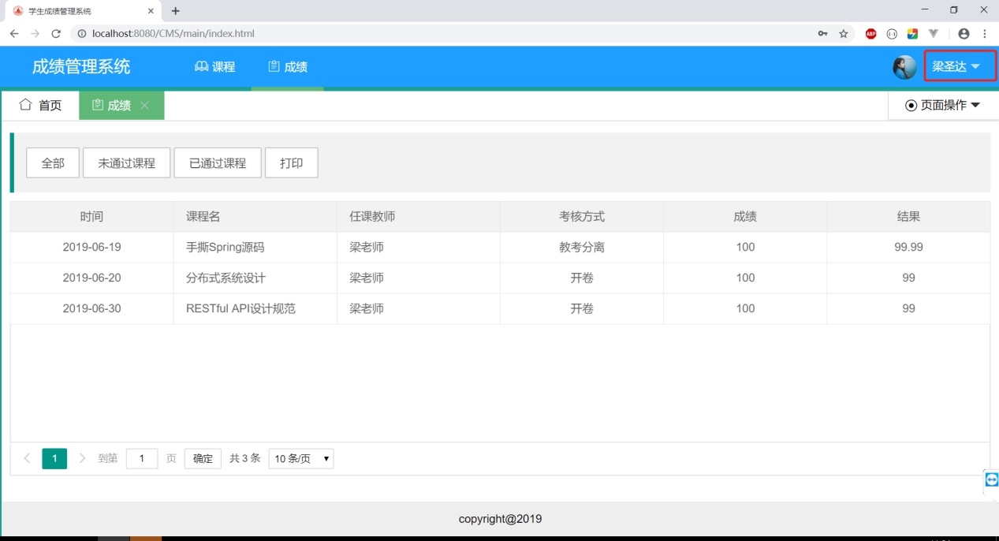 学生成绩管理系统
localhost:8080/CMS/main/index.html
ABP
成绩管理系统 课程 成绩 梁圣达
首页 成绩 页面操作
全部 未通过课程 已通过课程 打印
时间 课程名 任课教师 考核方式 成绩 结果
2019-06-19 手撕Spring源码 梁老师 教考分离 100 99.99
2019-06-20 分布式系统设计 梁老师 开卷 100 99
2019-06-30 RESTful API设计规范 梁老师 开卷 100 99
1 到第 1 页 确定 共 3 条 10 条/页
copyright@2019